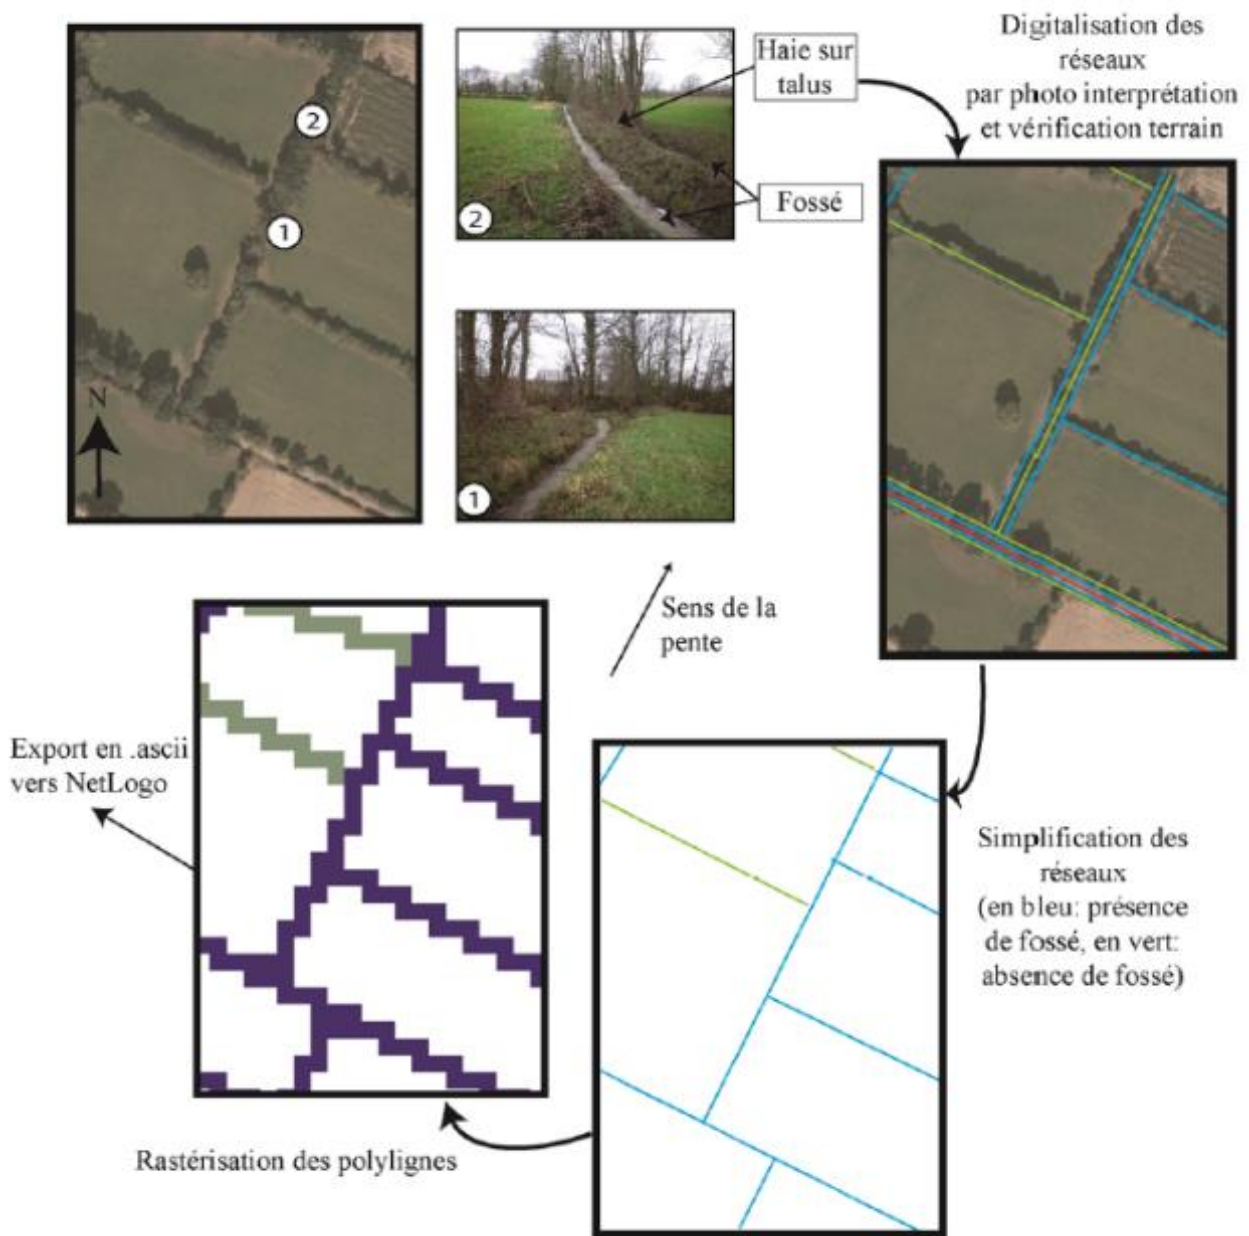 Digitalisation des
réseaux
par photo interprétation
et vérification terrain
Haie sur
talus
Fossé
2
1
N
2
1
Sens de la
pente
Export en .ascii
vers NetLogo
Simplification des
réseaux
(en bleu: présence
de fossé, en vert:
absence de fossé)
Rastérisation des polylignes